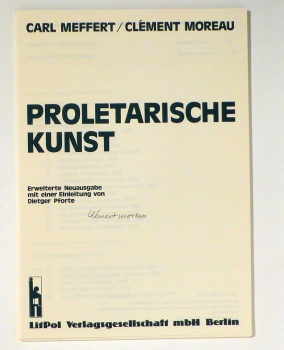 CARL MEFFERT/CLÈMENT MOREAU
PROLETARISCHE
KUNST
Erweiterte Neuausgabe
mit einer Einleitung von
Dietger Pforte
Clément Moreau
LitPol Verlagsgesellschaft mbH Berlin